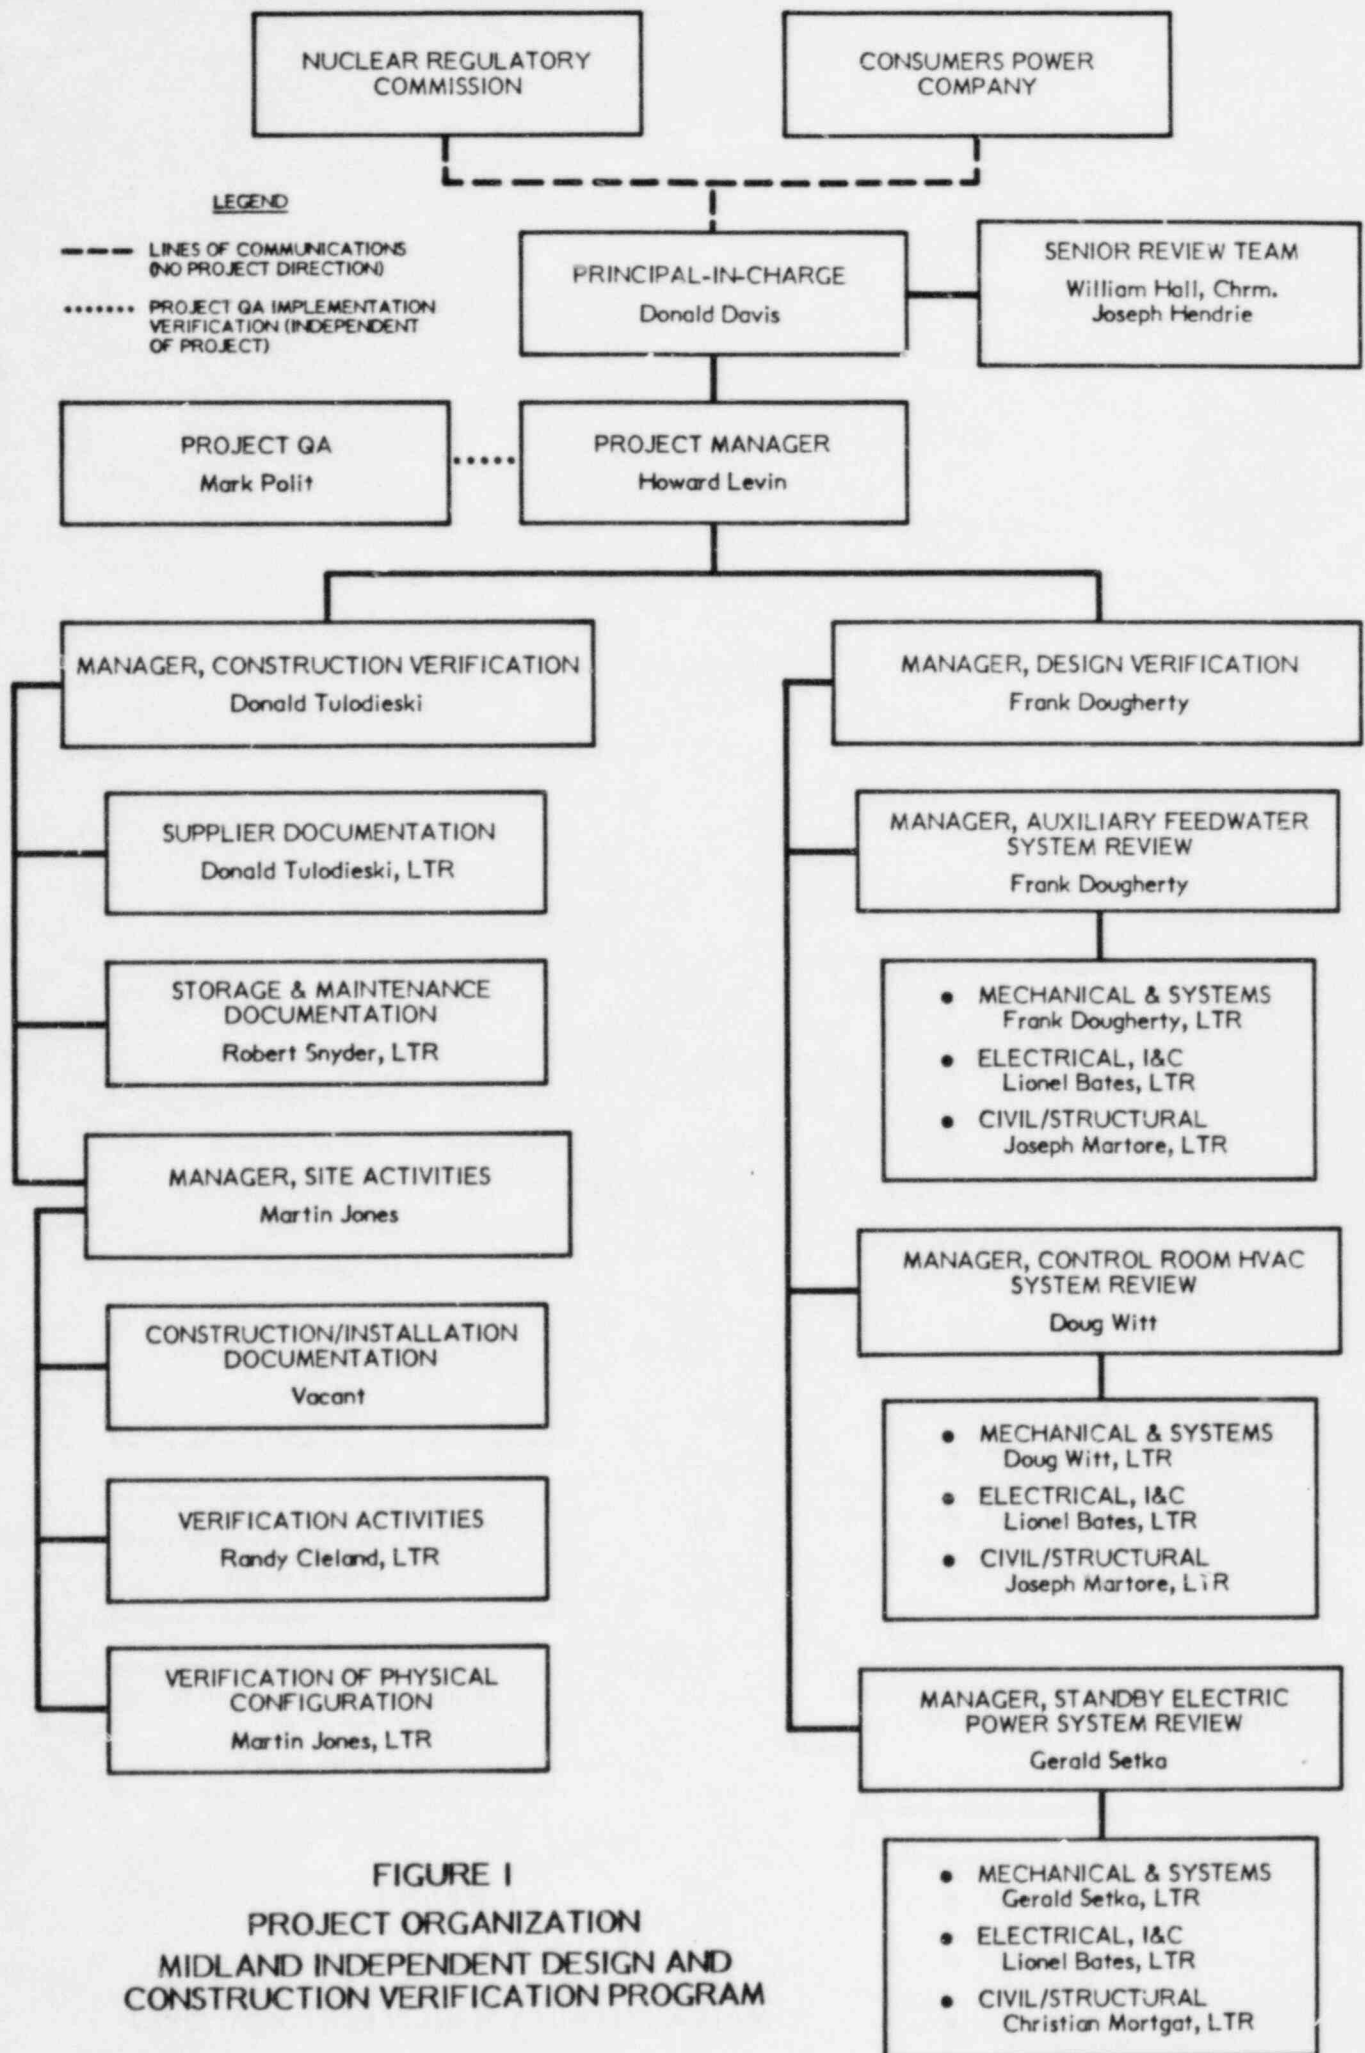 NUCLEAR REGULATORY
COMMISSION
CONSUMERS POWER
COMPANY
LEGEND
LINES OF COMMUNICATIONS
(NO PROJECT DIRECTION)
PROJECT QA IMPLEMENTATION
VERIFICATION (INDEPENDENT
OF PROJECT)
PRINCIPAL-IN-CHARGE
Donald Davis
SENIOR REVIEW TEAM
William Hall, Chrm.
Joseph Hendrie
PROJECT QA
Mark Polit
PROJECT MANAGER
Howard Levin
MANAGER, CONSTRUCTION VERIFICATION
Donald Tulodieski
SUPPLIER DOCUMENTATION
Donald Tulodieski, LTR
STORAGE & MAINTENANCE
DOCUMENTATION
Robert Snyder, LTR
MANAGER, SITE ACTIVITIES
Martin Jones
CONSTRUCTION/INSTALLATION
DOCUMENTATION
Vacant
VERIFICATION ACTIVITIES
Randy Cleland, LTR
VERIFICATION OF PHYSICAL
CONFIGURATION
Martin Jones, LTR
MANAGER, DESIGN VERIFICATION
Frank Dougherty
MANAGER, AUXILIARY FEEDWATER
SYSTEM REVIEW
Frank Dougherty
• MECHANICAL & SYSTEMS
Frank Dougherty, LTR
• ELECTRICAL, I&C
Lionel Bates, LTR
• CIVIL/STRUCTURAL
Joseph Martore, LTR
MANAGER, CONTROL ROOM HVAC
SYSTEM REVIEW
Doug Witt
• MECHANICAL & SYSTEMS
Doug Witt, LTR
• ELECTRICAL, I&C
Lionel Bates, LTR
• CIVIL/STRUCTURAL
Joseph Martore, LTR
MANAGER, STANDBY ELECTRIC
POWER SYSTEM REVIEW
Gerald Setka
• MECHANICAL & SYSTEMS
Gerald Setka, LTR
• ELECTRICAL, I&C
Lionel Bates, LTR
• CIVIL/STRUCTURAL
Christian Mortgat, LTR
FIGURE 1
PROJECT ORGANIZATION
MIDLAND INDEPENDENT DESIGN AND
CONSTRUCTION VERIFICATION PROGRAM